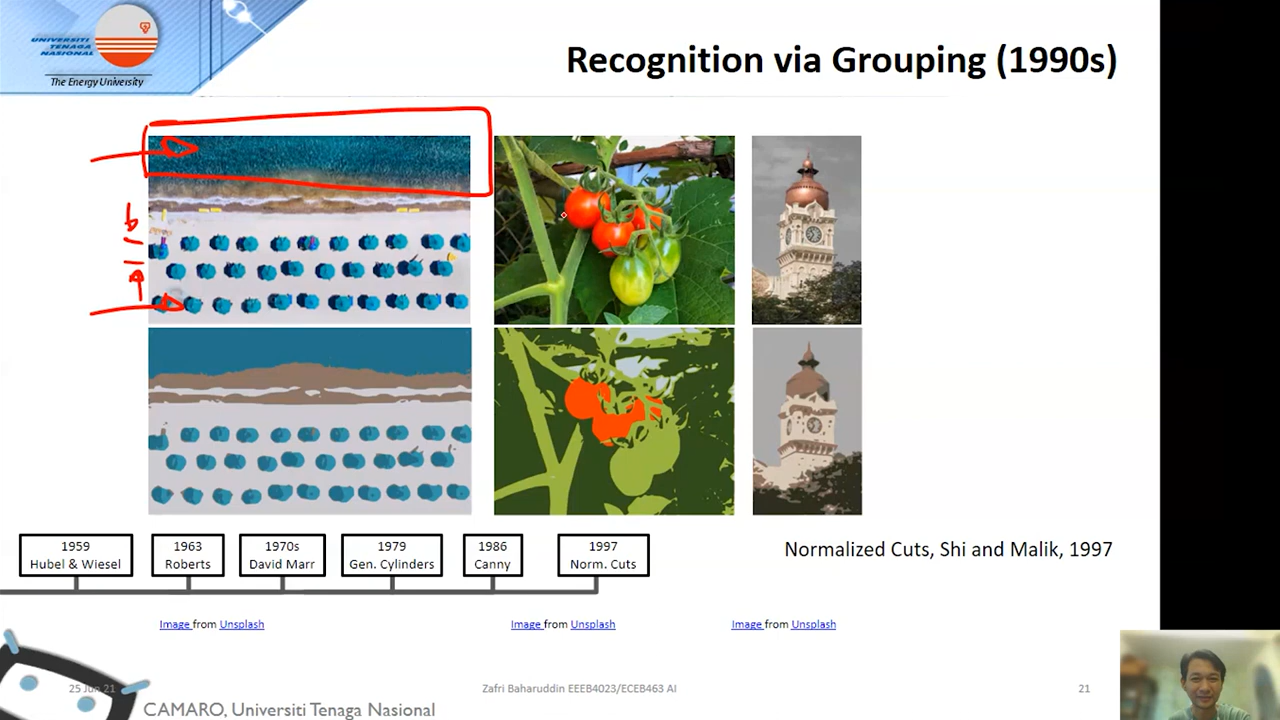 UNIVERSITI
TENAGA
NASIONAL
The Energy University
Recognition via Grouping (1990s)
1959
Hubel & Wiesel
1963
Roberts
1970s
David Marr
1979
Gen. Cylinders
1986
Canny
1997
Norm. Cuts
Normalized Cuts, Shi and Malik, 1997
Image from Unsplash
Image from Unsplash
Image from Unsplash
25 Jun 21
Zafri Baharuddin EEEB4023/ECEB463 AI
21
CAMARO, Universiti Tenaga Nasional